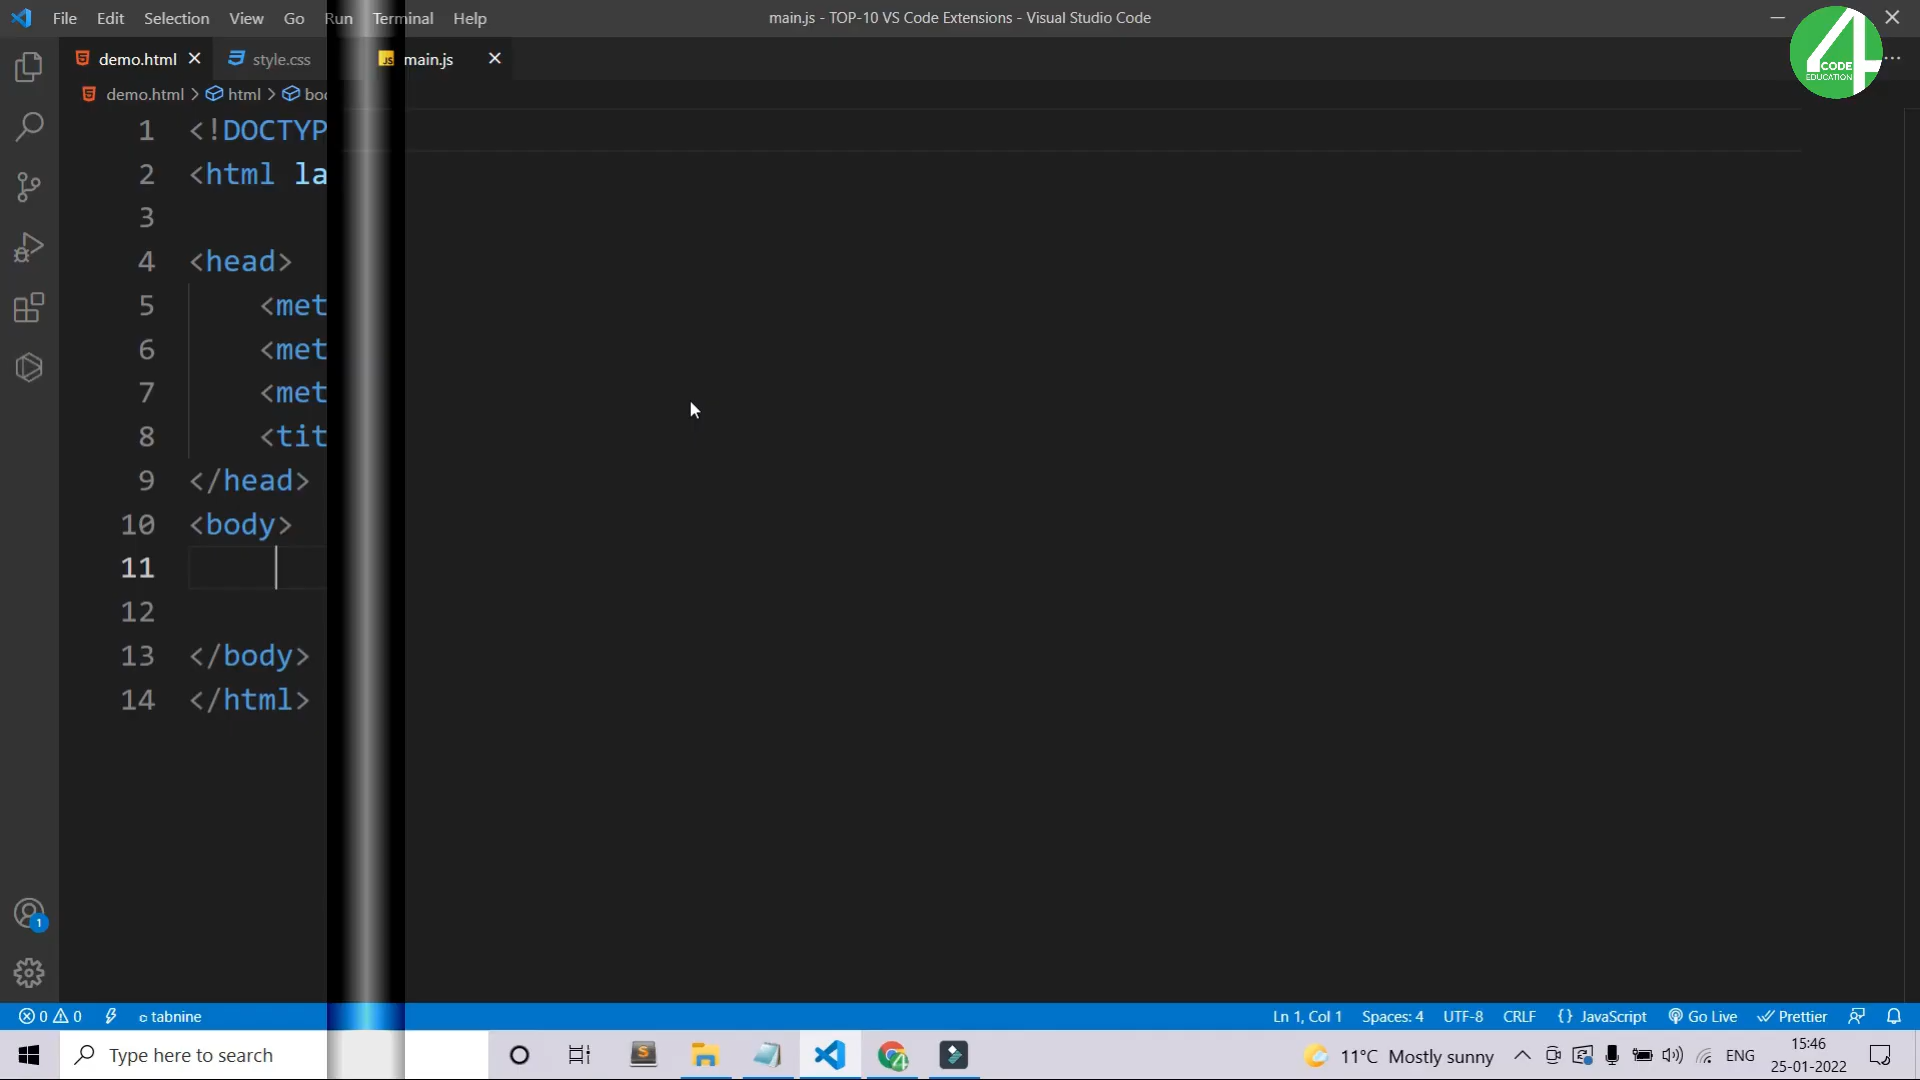 File Edit Selection View Go Run Terminal Help
main.js - TOP-10 VS Code Extensions - Visual Studio Code
4
CODE
EDUCATION
demo.html style.css JS main.js
demo.html > html >
1 <!DOCTYP
2 <html la
3
4 <head>
5 <met
6 <met
7 <met
8 <tit
9 </head>
10 <body>
11
12
13 </body>
14 </html>
1
0 0 tabnine
Ln 1, Col 1 Spaces: 4 UTF-8 CRLF {} JavaScript Go Live Prettier
Type here to search
11°C Mostly sunny ENG
15:46
25-01-2022